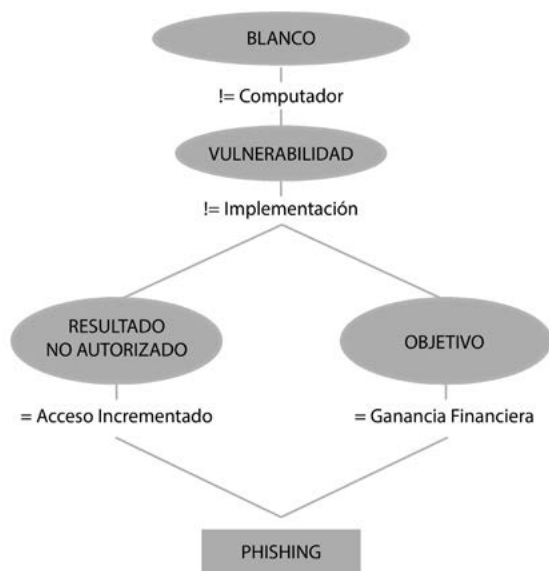 BLANCO
!= Computador
VULNERABILIDAD
!= Implementación
RESULTADO
NO AUTORIZADO
OBJETIVO
= Acceso Incrementado
= Ganancia Financiera
PHISHING